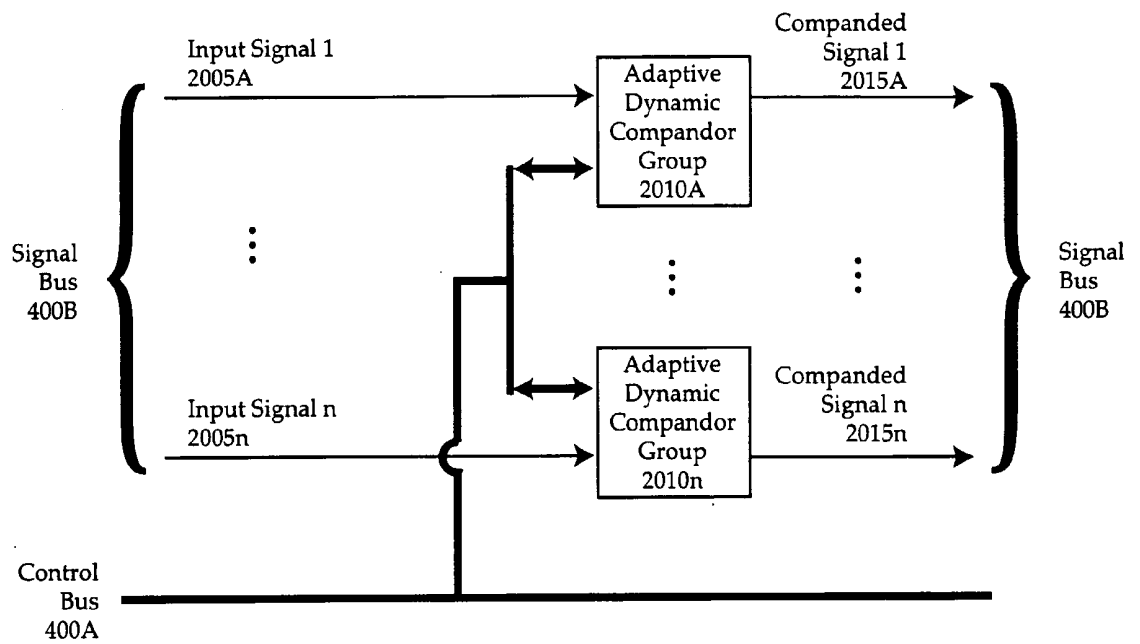 Input Signal 1
2005A
Companded
Signal 1
2015A
Adaptive
Dynamic
Compandor
Group
2010A
Signal
Bus
400B
Signal
Bus
400B
Input Signal n
2005n
Adaptive
Dynamic
Compandor
Group
2010n
Companded
Signal n
2015n
Control
Bus
400A